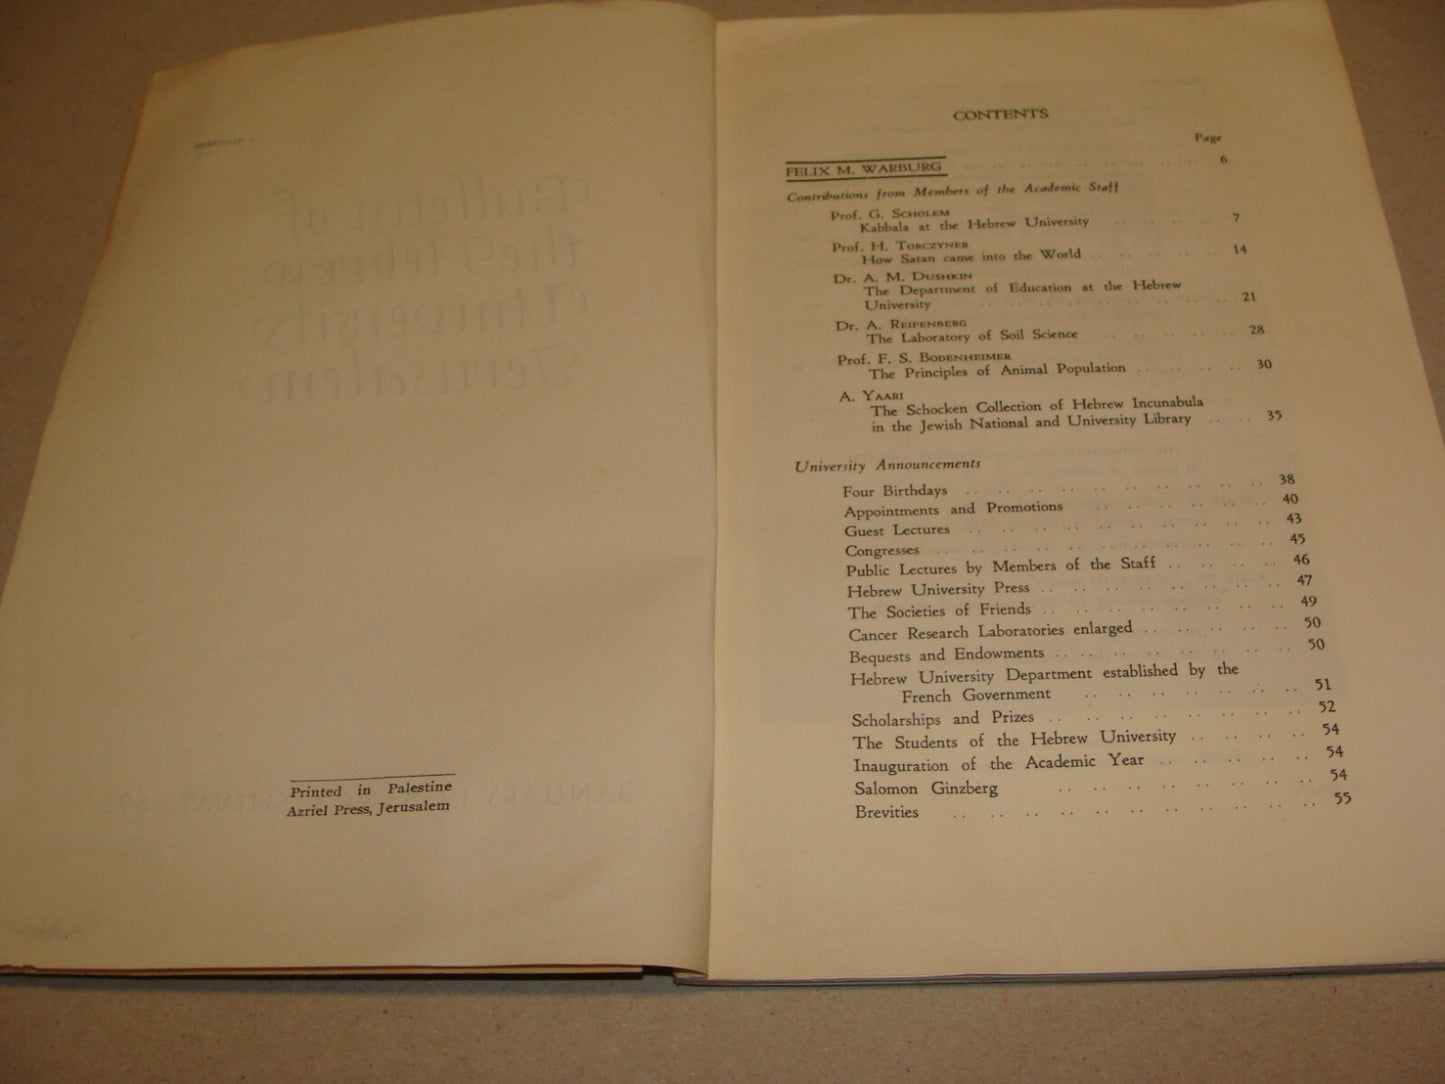 Printed in Palestine
Azriel Press, Jerusalem
CONTENTS
Page
FELIX M. WARBURG .. .. .. .. .. .. .. 6
Contributions from Members of the Academic Staff
Prof. G. Scholem
Kabbala at the Hebrew University .. .. .. .. 7
Prof. H. Torczyner
How Satan came into the World .. .. .. .. 14
Dr. A. M. Dushkin
The Department of Education at the Hebrew
University .. .. .. .. .. .. .. 21
Dr. A. Reifenberg
The Laboratory of Soil Science .. .. .. .. 28
Prof. F. S. Bodenheimer
The Principles of Animal Population .. .. .. .. 30
A. Yaari
The Schocken Collection of Hebrew Incunabula
in the Jewish National and University Library .. .. 35
University Announcements
Four Birthdays .. .. .. .. .. .. .. .. .. 38
Appointments and Promotions .. .. .. .. .. 40
Guest Lectures .. .. .. .. .. .. .. .. .. 43
Congresses .. .. .. .. .. .. .. .. .. 45
Public Lectures by Members of the Staff .. .. .. .. 46
Hebrew University Press .. .. .. .. .. .. .. 47
The Societies of Friends .. .. .. .. .. .. .. 49
Cancer Research Laboratories enlarged .. .. .. .. 50
Bequests and Endowments .. .. .. .. .. .. .. 50
Hebrew University Department established by the
French Government .. .. .. .. .. .. 51
Scholarships and Prizes .. .. .. .. .. .. .. 52
The Students of the Hebrew University .. .. .. .. 54
Inauguration of the Academic Year .. .. .. .. .. 54
Salomon Ginzberg .. .. .. .. .. .. .. 54
Brevities .. .. .. .. .. .. .. .. .. 55